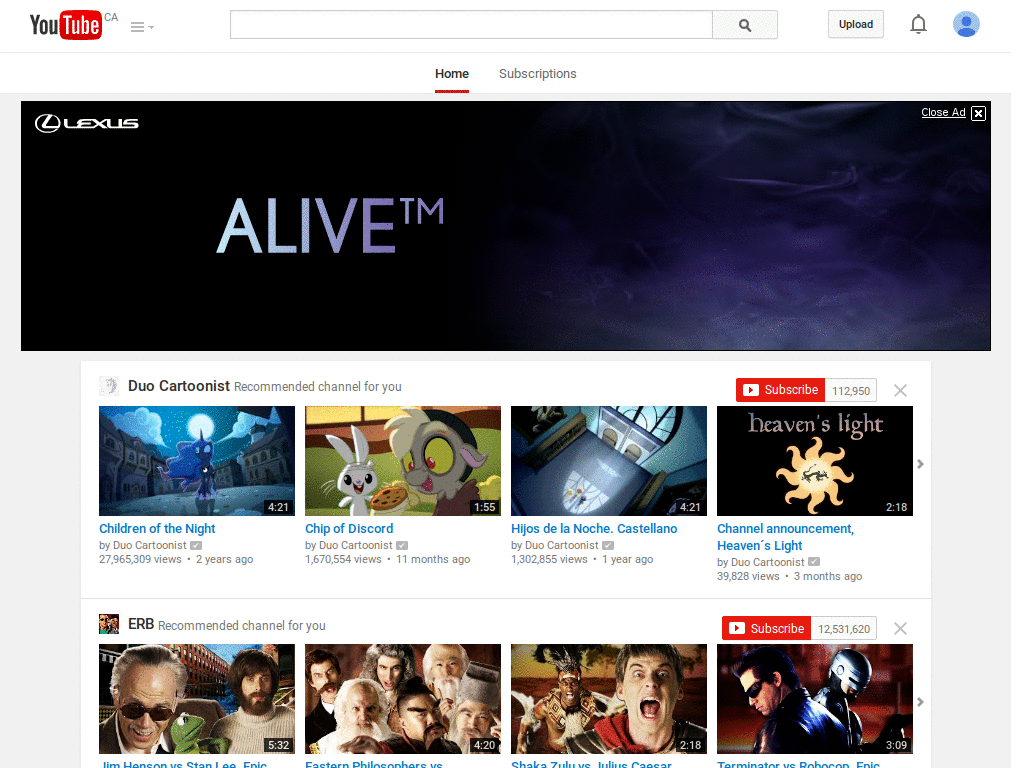 YouTube CA
Upload
Home Subscriptions
LEXUS
Close Ad X
ALIVE™
Duo Cartoonist Recommended channel for you
Subscribe 112,950
heaven's light
4:21 1:55 4:21 2:18
Children of the Night
by Duo Cartoonist
27,965,309 views • 2 years ago
Chip of Discord
by Duo Cartoonist
1,670,554 views • 11 months ago
Hijos de la Noche. Castellano
by Duo Cartoonist
1,302,855 views • 1 year ago
Channel announcement,
Heaven´s Light
by Duo Cartoonist
39,828 views • 3 months ago
ERB Recommended channel for you
Subscribe 12,531,620
5:32 4:20 2:18 3:09
Jim Henson vs Stan Lee. Epic
Eastern Philosophers vs
Shaka Zulu vs Julius Caesar
Terminator vs Robocop. Epic